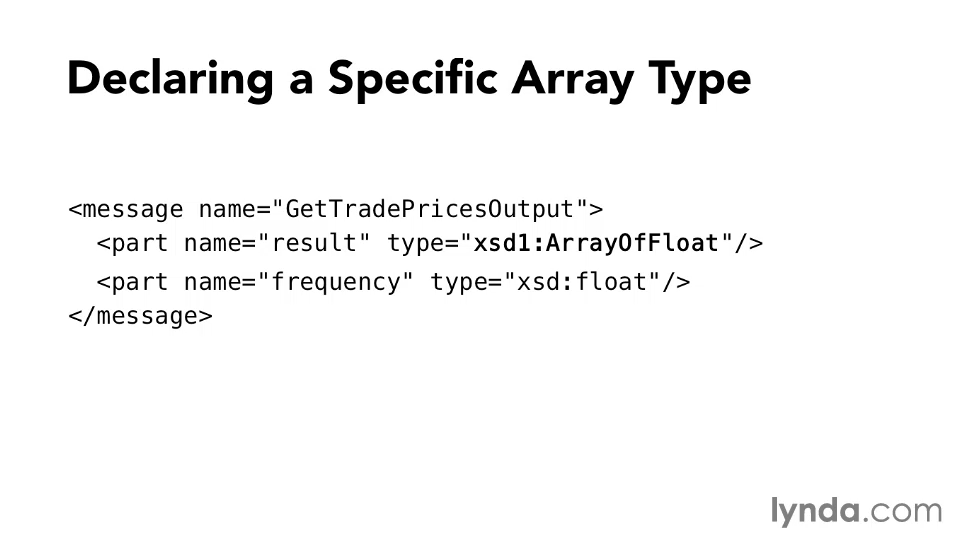 Declaring a Specific Array Type
<message name="GetTradePricesOutput">
<part name="result" type="xsd1:ArrayOfFloat"/>
<part name="frequency" type="xsd:float"/>
</message>
lynda.com